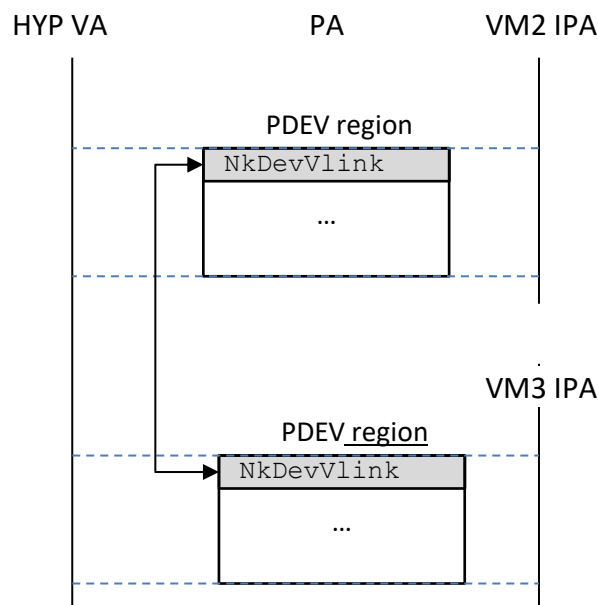 HYP VA PA VM2 IPA
PDEV region
NkDevVlink
...
VM3 IPA
PDEV region
NkDevVlink
...